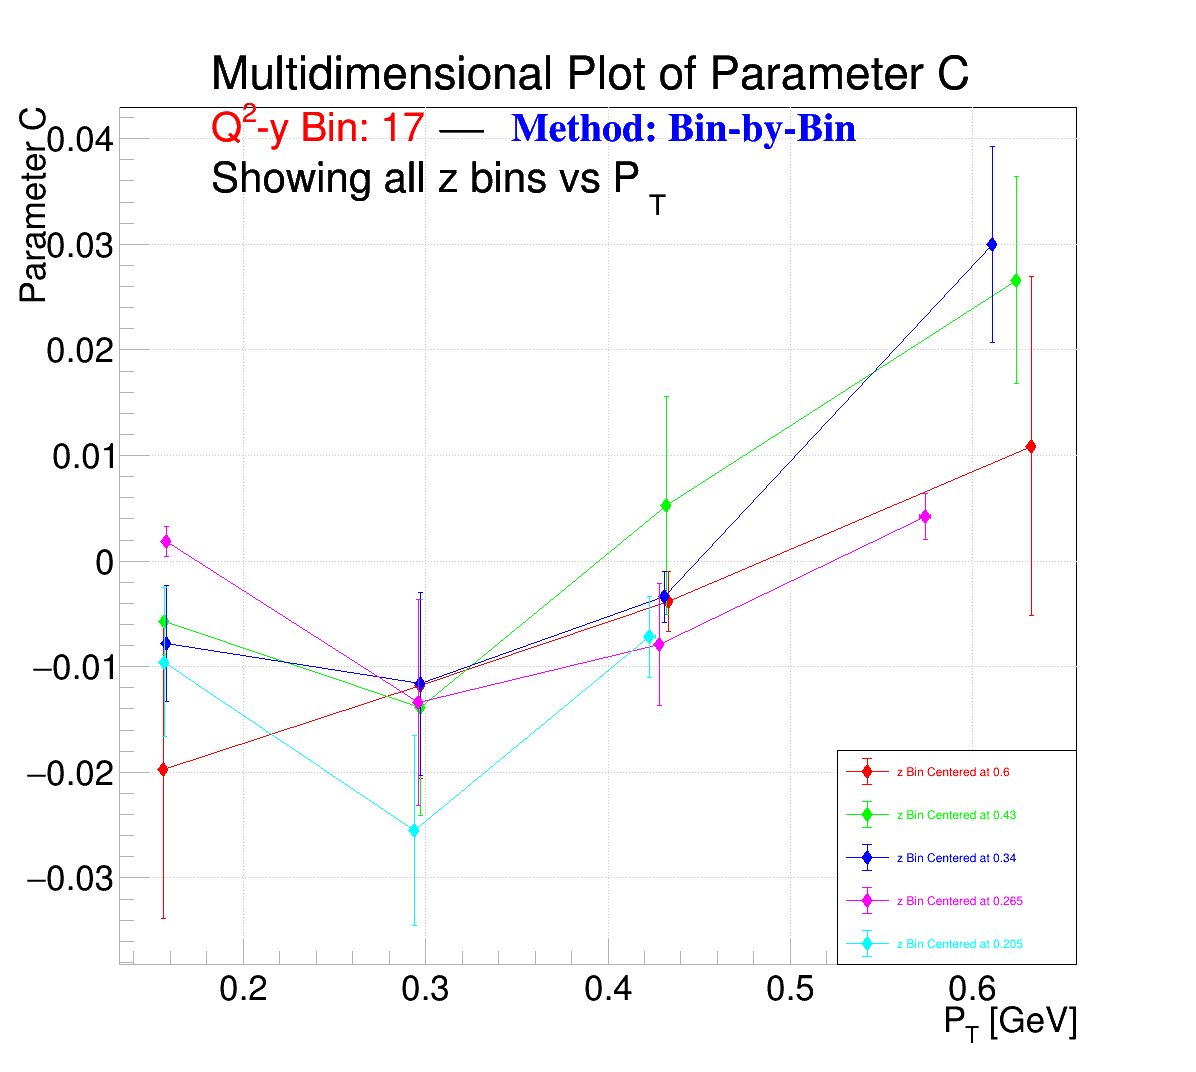 Multidimensional Plot of Parameter C
Q²-y Bin: 17 — Method: Bin-by-Bin
Showing all z bins vs P_T
Parameter C
0.04
0.03
0.02
0.01
0
−0.01
−0.02
−0.03
z Bin Centered at 0.6
z Bin Centered at 0.43
z Bin Centered at 0.34
z Bin Centered at 0.265
z Bin Centered at 0.205
0.2 0.3 0.4 0.5 0.6
P_T [GeV]